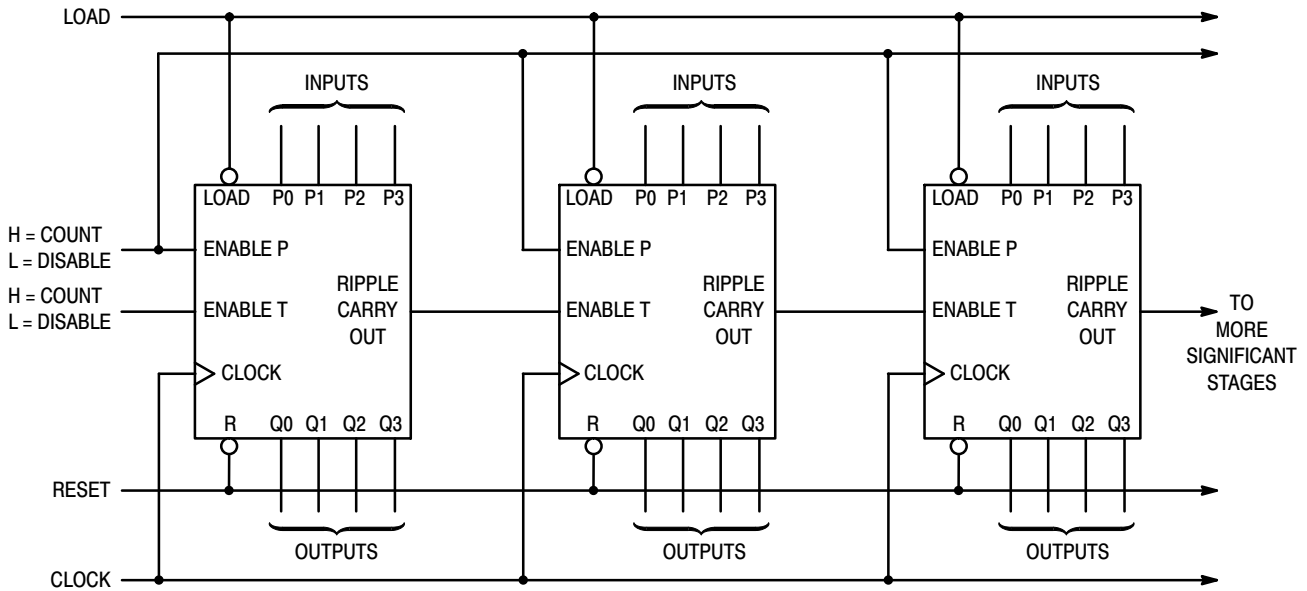 LOAD
INPUTS
INPUTS
INPUTS
LOAD P0 P1 P2 P3
LOAD P0 P1 P2 P3
LOAD P0 P1 P2 P3
H = COUNT
L = DISABLE
ENABLE P
ENABLE P
ENABLE P
H = COUNT
L = DISABLE
ENABLE T
RIPPLE
CARRY
OUT
ENABLE T
RIPPLE
CARRY
OUT
ENABLE T
RIPPLE
CARRY
OUT
TO
MORE
SIGNIFICANT
STAGES
CLOCK
CLOCK
CLOCK
R Q0 Q1 Q2 Q3
R Q0 Q1 Q2 Q3
R Q0 Q1 Q2 Q3
RESET
OUTPUTS
OUTPUTS
OUTPUTS
CLOCK